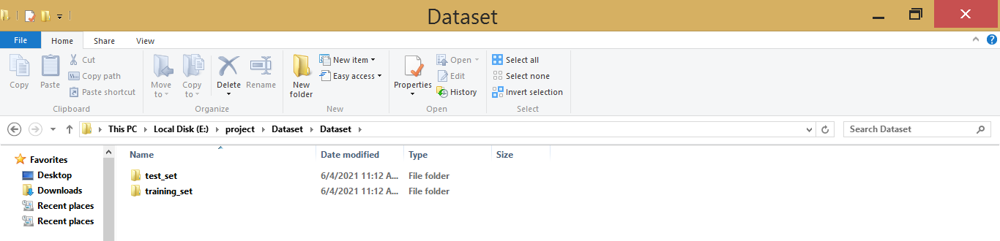 Dataset
File Home Share View
Copy Paste Cut Copy path Paste shortcut Move to Copy to Delete Rename New folder New item Easy access Properties Open Edit History Select all Select none Invert selection
Clipboard Organize New Open Select
This PC Local Disk (E:) project Dataset Dataset Search Dataset
Name Date modified Type Size
Favorites
Desktop
Downloads
Recent places
Recent places
test_set 6/4/2021 11:12 A... File folder
training_set 6/4/2021 11:12 A... File folder